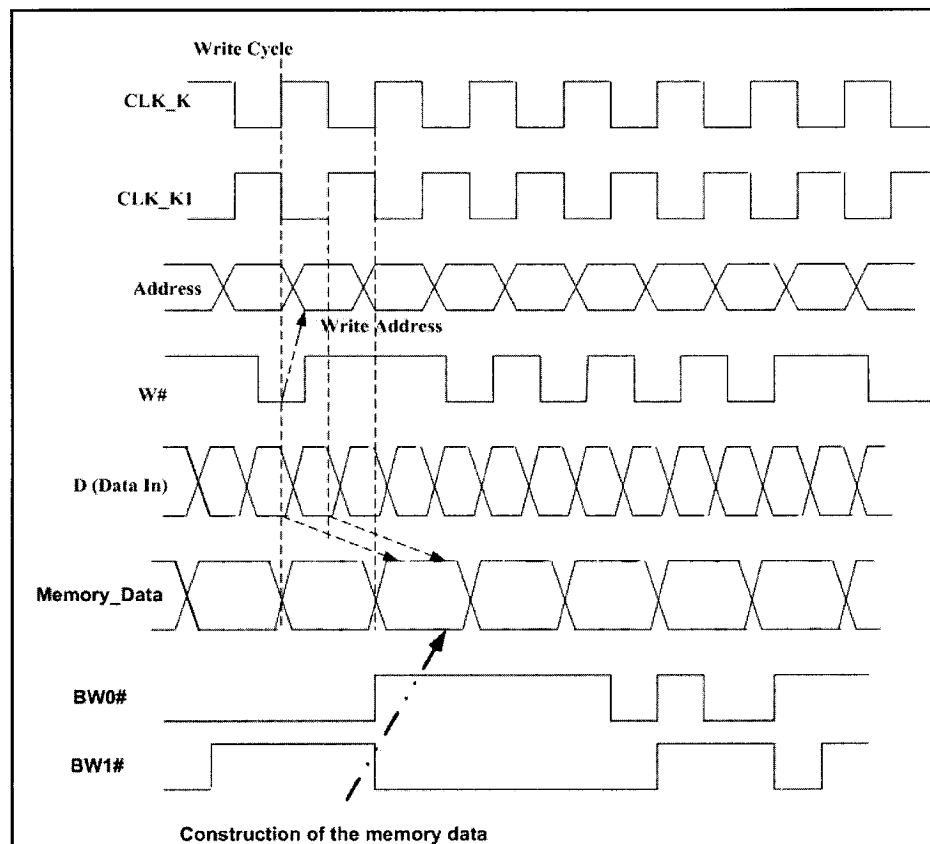 Write Cycle
CLK_K
CLK_K1
Address
Write Address
W#
D (Data In)
Memory_Data
BW0#
BW1#
Construction of the memory data